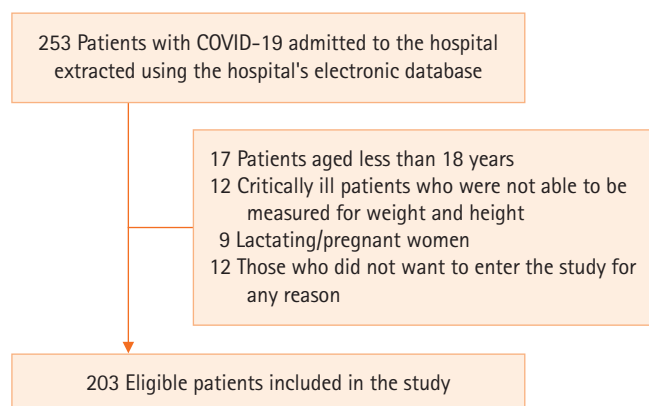 253 Patients with COVID-19 admitted to the hospital
extracted using the hospital's electronic database
17 Patients aged less than 18 years
12 Critically ill patients who were not able to be
measured for weight and height
9 Lactating/pregnant women
12 Those who did not want to enter the study for
any reason
203 Eligible patients included in the study